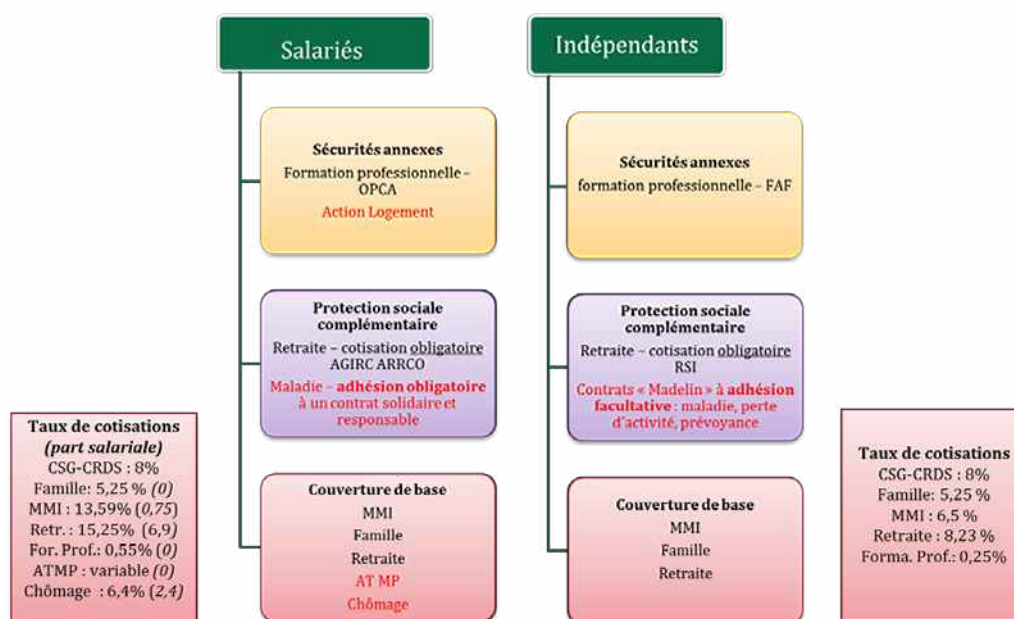 Salariés
Sécurités annexes
Formation professionnelle –
OPCA
Action Logement
Protection sociale
complémentaire
Retraite – cotisation obligatoire
AGIRC ARRCO
Maladie – adhésion obligatoire
à un contrat solidaire et
responsable
Couverture de base
MMI
Famille
Retraite
AT MP
Chômage
Indépendants
Sécurités annexes
formation professionnelle – FAF
Protection sociale
complémentaire
Retraite – cotisation obligatoire
RSI
Contrats « Madelin » à adhésion
facultative : maladie, perte
d'activité, prévoyance
Couverture de base
MMI
Famille
Retraite
Taux de cotisations
(part salariale)
CSG-CRDS : 8%
Famille: 5,25 % (0)
MMI : 13,59% (0,75)
Retr. : 15,25% (6,9)
For. Prof.: 0,55% (0)
ATMP : variable (0)
Chômage : 6,4% (2,4)
Taux de cotisations
CSG-CRDS : 8%
Famille: 5,25 %
MMI : 6,5 %
Retraite : 8,23 %
Forma. Prof.: 0,25%